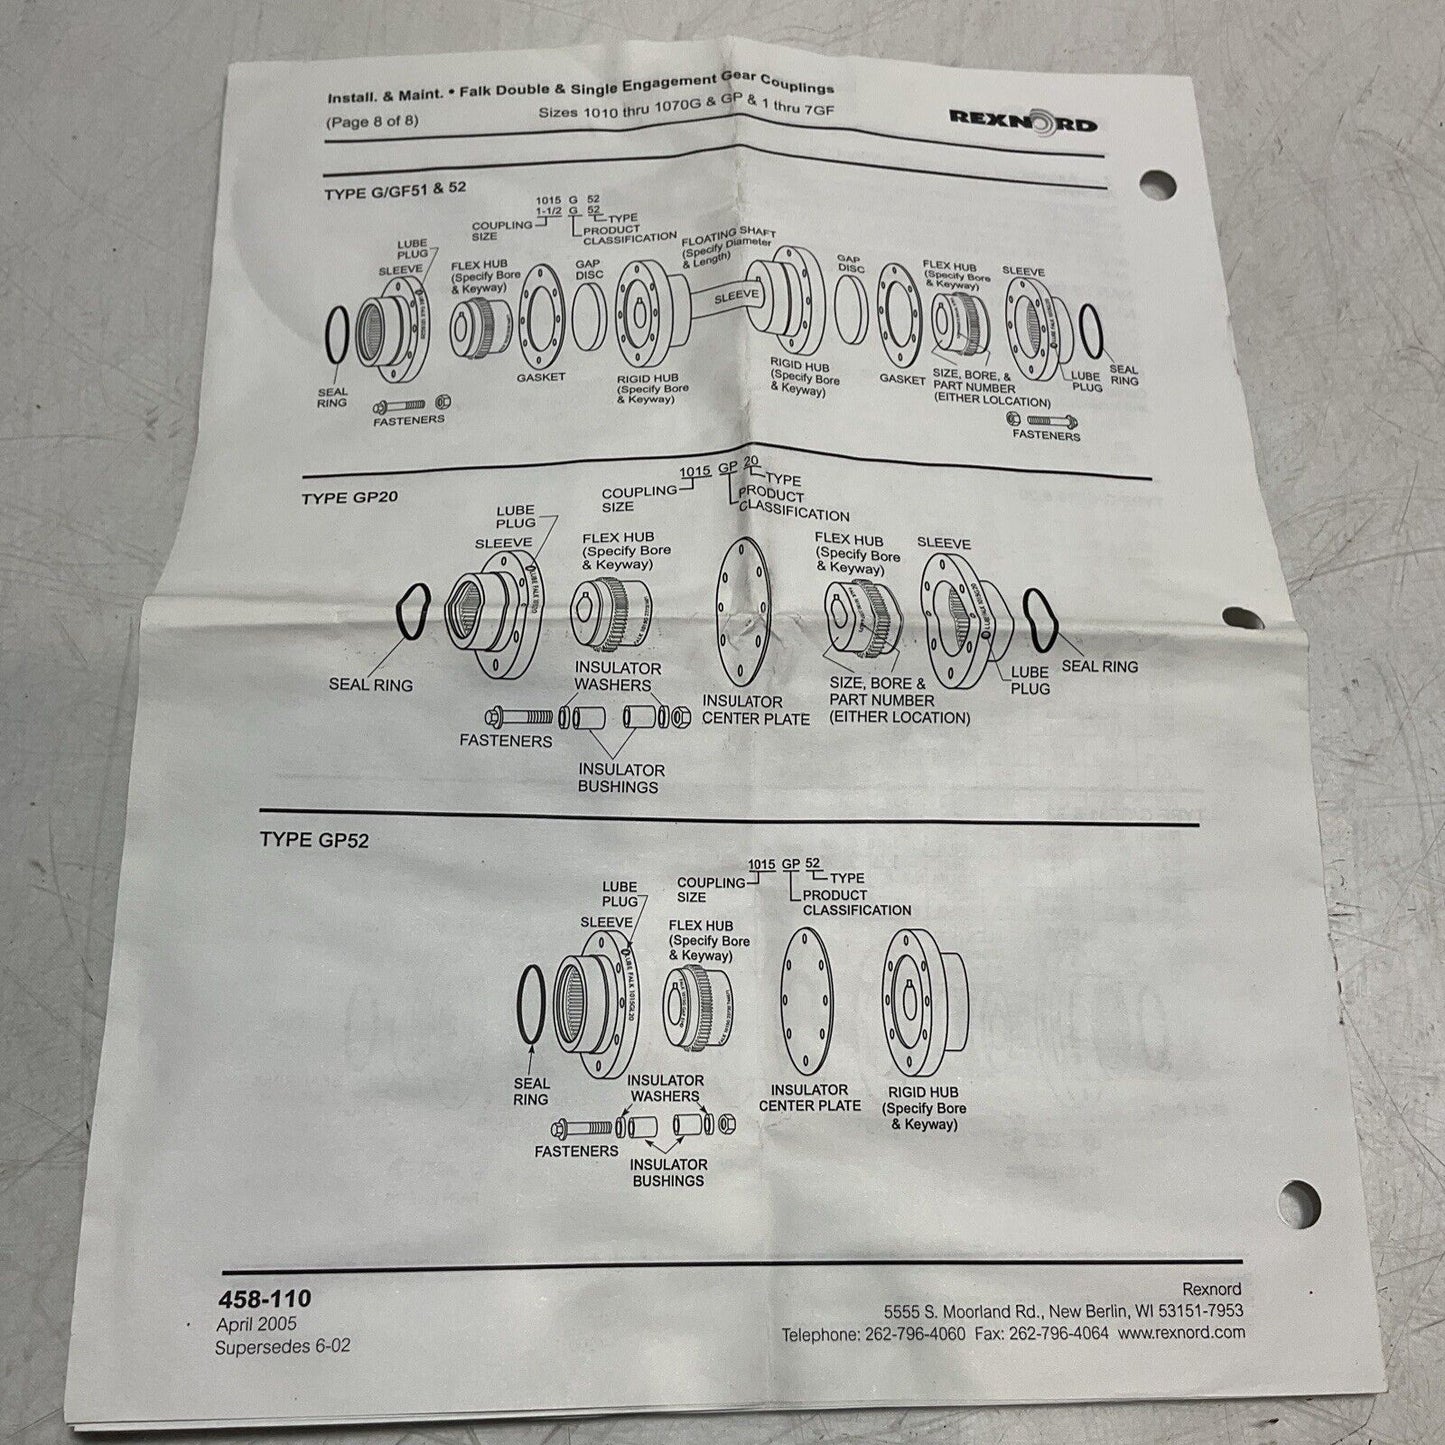 Install. & Maint. • Falk Double & Single Engagement Gear Couplings
(Page 8 of 8)
Sizes 1010 thru 1070G & GP & 1 thru 7GF
REXNORD
TYPE G/GF51 & 52
1015 G 52
1-1/2 G 52
COUPLING
SIZE
TYPE
PRODUCT
CLASSIFICATION
LUBE
PLUG
SLEEVE
FLEX HUB
(Specify Bore
& Keyway)
GAP
DISC
FLOATING SHAFT
(Specify Diameter
& Length)
SLEEVE
GAP
DISC
FLEX HUB
(Specify Bore
& Keyway)
SLEEVE
SEAL
RING
GASKET
RIGID HUB
(Specify Bore
& Keyway)
RIGID HUB
(Specify Bore
& Keyway)
GASKET
SIZE, BORE, &
PART NUMBER
(EITHER LOLCATION)
LUBE
PLUG
SEAL
RING
FASTENERS
FASTENERS
TYPE GP20
1015 GP 20
COUPLING
SIZE
TYPE
PRODUCT
CLASSIFICATION
LUBE
PLUG
SLEEVE
FLEX HUB
(Specify Bore
& Keyway)
FLEX HUB
(Specify Bore
& Keyway)
SLEEVE
SEAL RING
INSULATOR
WASHERS
INSULATOR
CENTER PLATE
SIZE, BORE &
PART NUMBER
(EITHER LOCATION)
LUBE
PLUG
SEAL RING
FASTENERS
INSULATOR
BUSHINGS
TYPE GP52
1015 GP 52
COUPLING
SIZE
TYPE
PRODUCT
CLASSIFICATION
LUBE
PLUG
SLEEVE
FLEX HUB
(Specify Bore
& Keyway)
LUBE FALK 1015GL20
SEAL
RING
INSULATOR
WASHERS
INSULATOR
CENTER PLATE
RIGID HUB
(Specify Bore
& Keyway)
FASTENERS
INSULATOR
BUSHINGS
458-110
April 2005
Supersedes 6-02
Rexnord
5555 S. Moorland Rd., New Berlin, WI 53151-7953
Telephone: 262-796-4060 Fax: 262-796-4064 www.rexnord.com